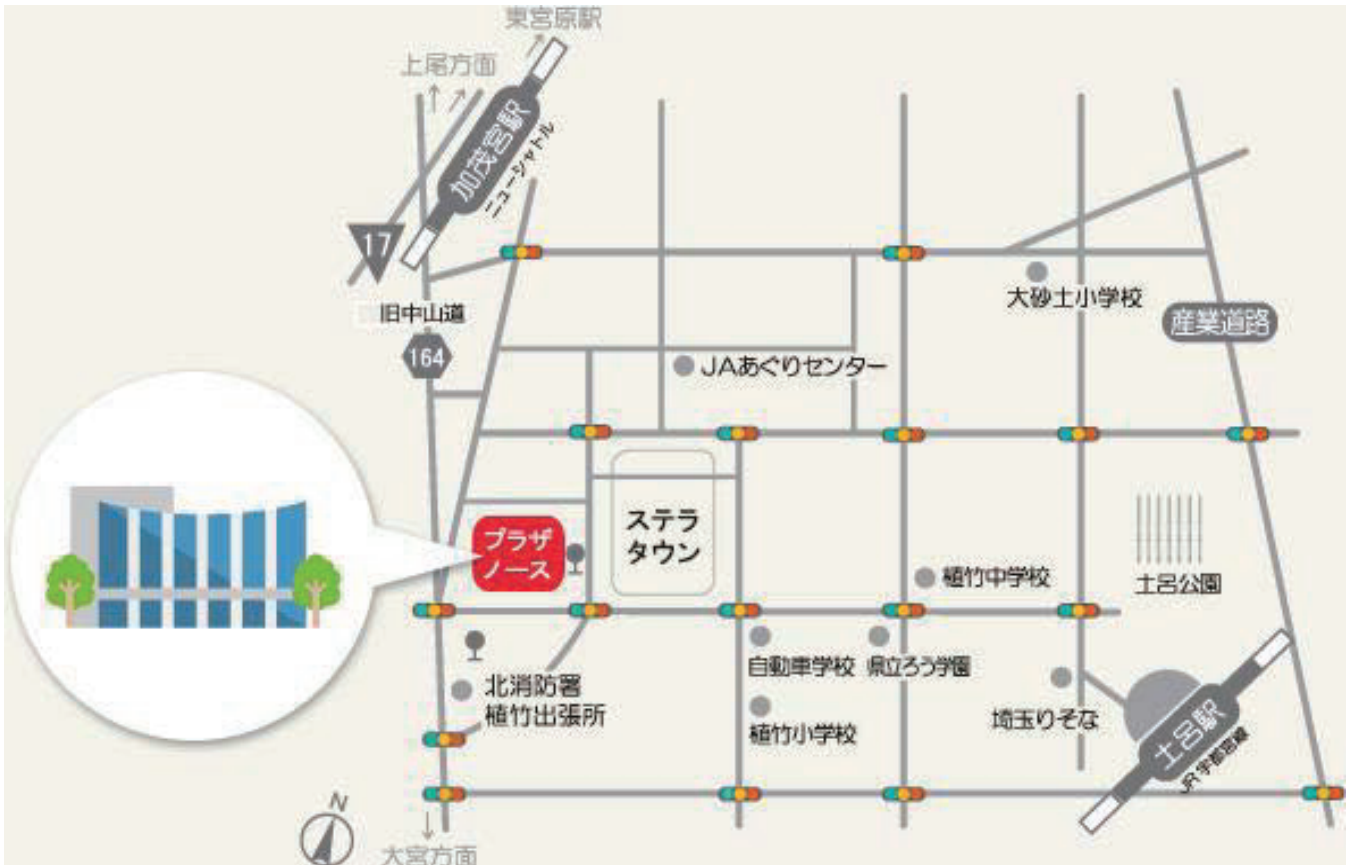 東宮原駅
上尾方面
加茂宮駅
ニューシャトル
17
旧中山道
164
大砂土小学校
産業道路
JAあぐりセンター
プラザ
ノース
ステラ
タウン
植竹中学校
土呂公園
自動車学校
県立ろう学園
北消防署
植竹出張所
植竹小学校
埼玉りそな
土呂駅
JR宇都宮線
N
大宮方面